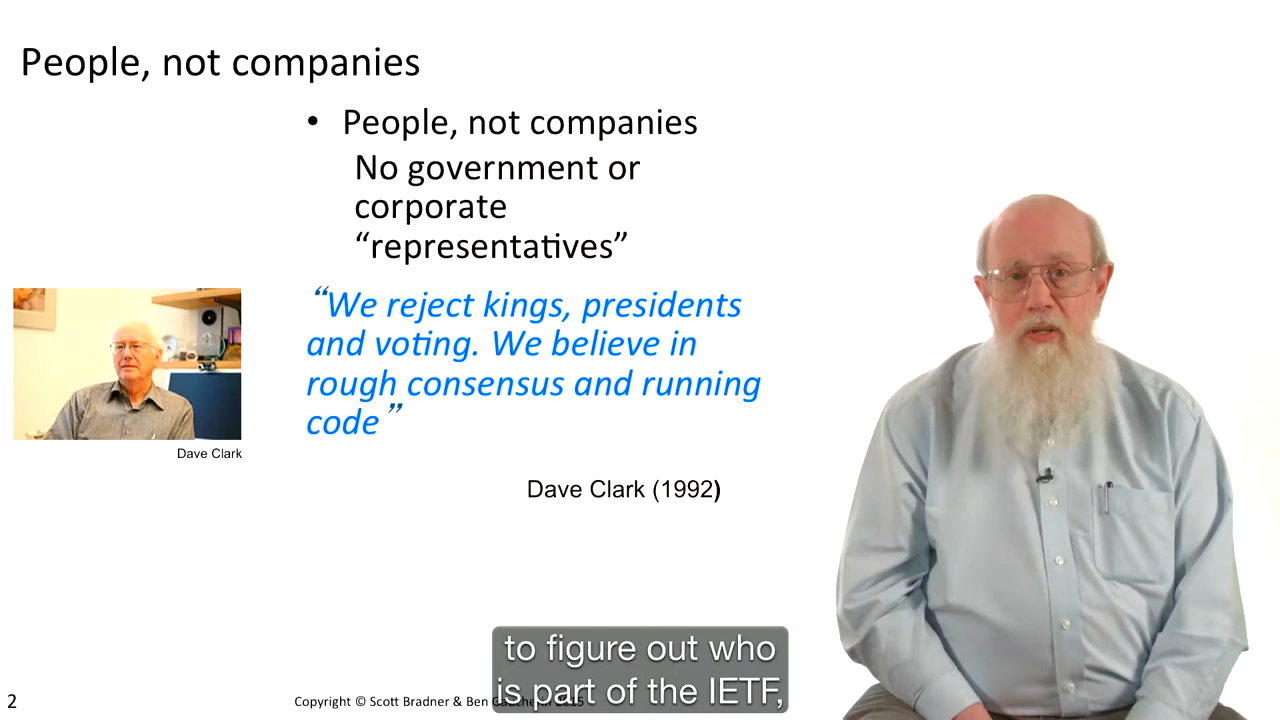 People, not companies
• People, not companies
No government or
corporate
“representatives”
“We reject kings, presidents
and voting. We believe in
rough consensus and running
code”
Dave Clark
Dave Clark (1992)
to figure out who
is part of the IETF,
2
Copyright © Scott Bradner & Ben